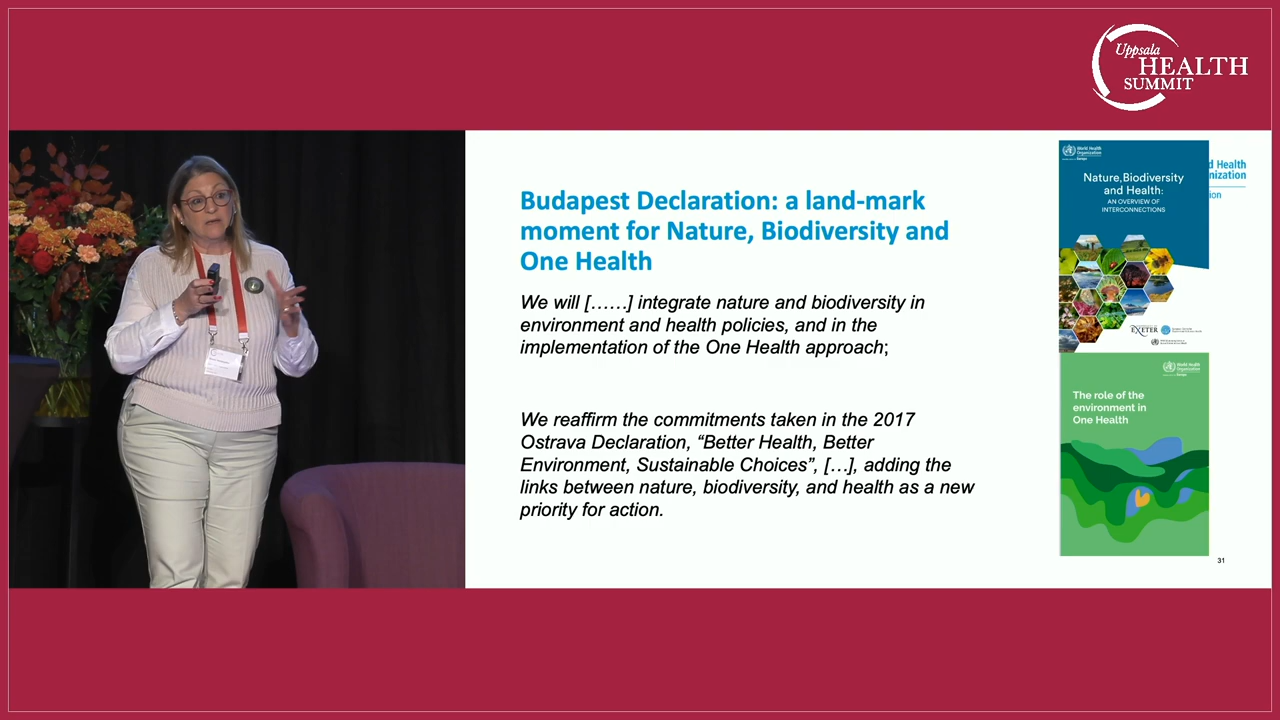 Uppsala
HEALTH
SUMMIT
Budapest Declaration: a land-mark
moment for Nature, Biodiversity and
One Health
We will [……] integrate nature and biodiversity in
environment and health policies, and in the
implementation of the One Health approach;
We reaffirm the commitments taken in the 2017
Ostrava Declaration, “Better Health, Better
Environment, Sustainable Choices”, […], adding the
links between nature, biodiversity, and health as a new
priority for action.
World Health
Organization
Europe
d Health
nization
ion
Nature,Biodiversity
and Health:
AN OVERVIEW OF
INTERCONNECTIONS
EXETER
World Health
Organization
Europe
The role of the
environment in
One Health
31